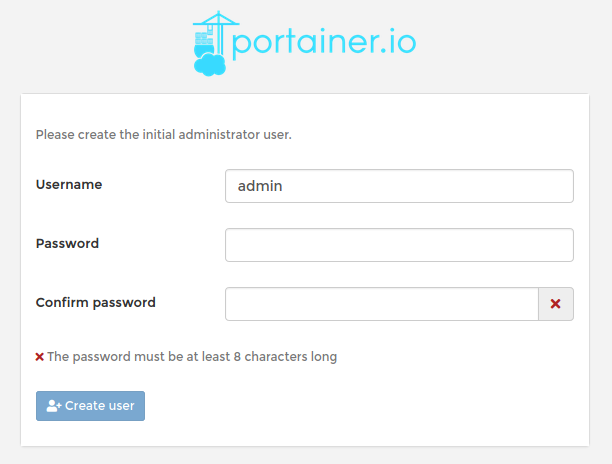 portainer.io
Please create the initial administrator user.
Username
admin
Password
Confirm password
The password must be at least 8 characters long
Create user